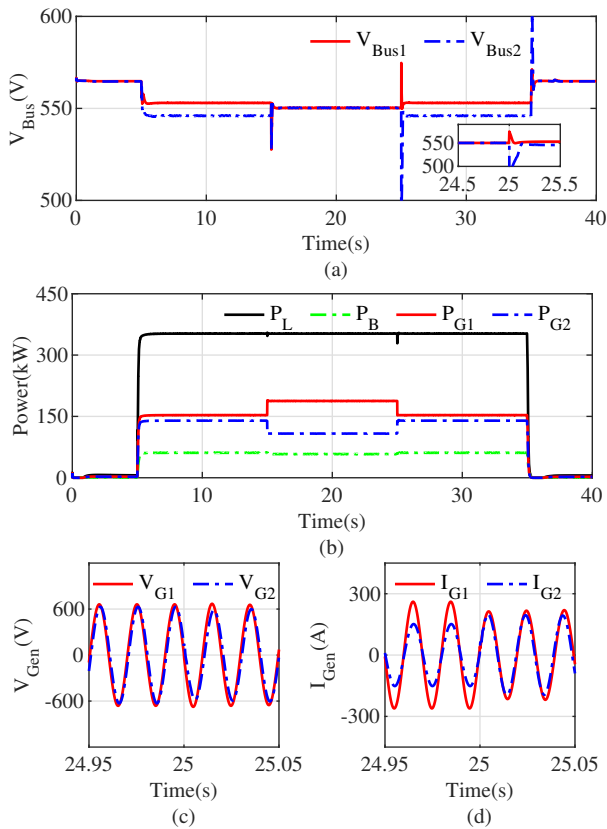 600
V_Bus1 V_Bus2
550
V_Bus(V)
550
500
24.5 25 25.5
500
0 10 20 30 40
Time(s)
(a)
450
P_L P_B P_G1 P_G2
300
Power(kW)
150
0
0 10 20 30 40
Time(s)
(b)
V_G1 V_G2
600
V_Gen(V)
0
-600
24.95 25 25.05
Time(s)
(c)
I_G1 I_G2
300
I_Gen(A)
0
-300
24.95 25 25.05
Time(s)
(d)